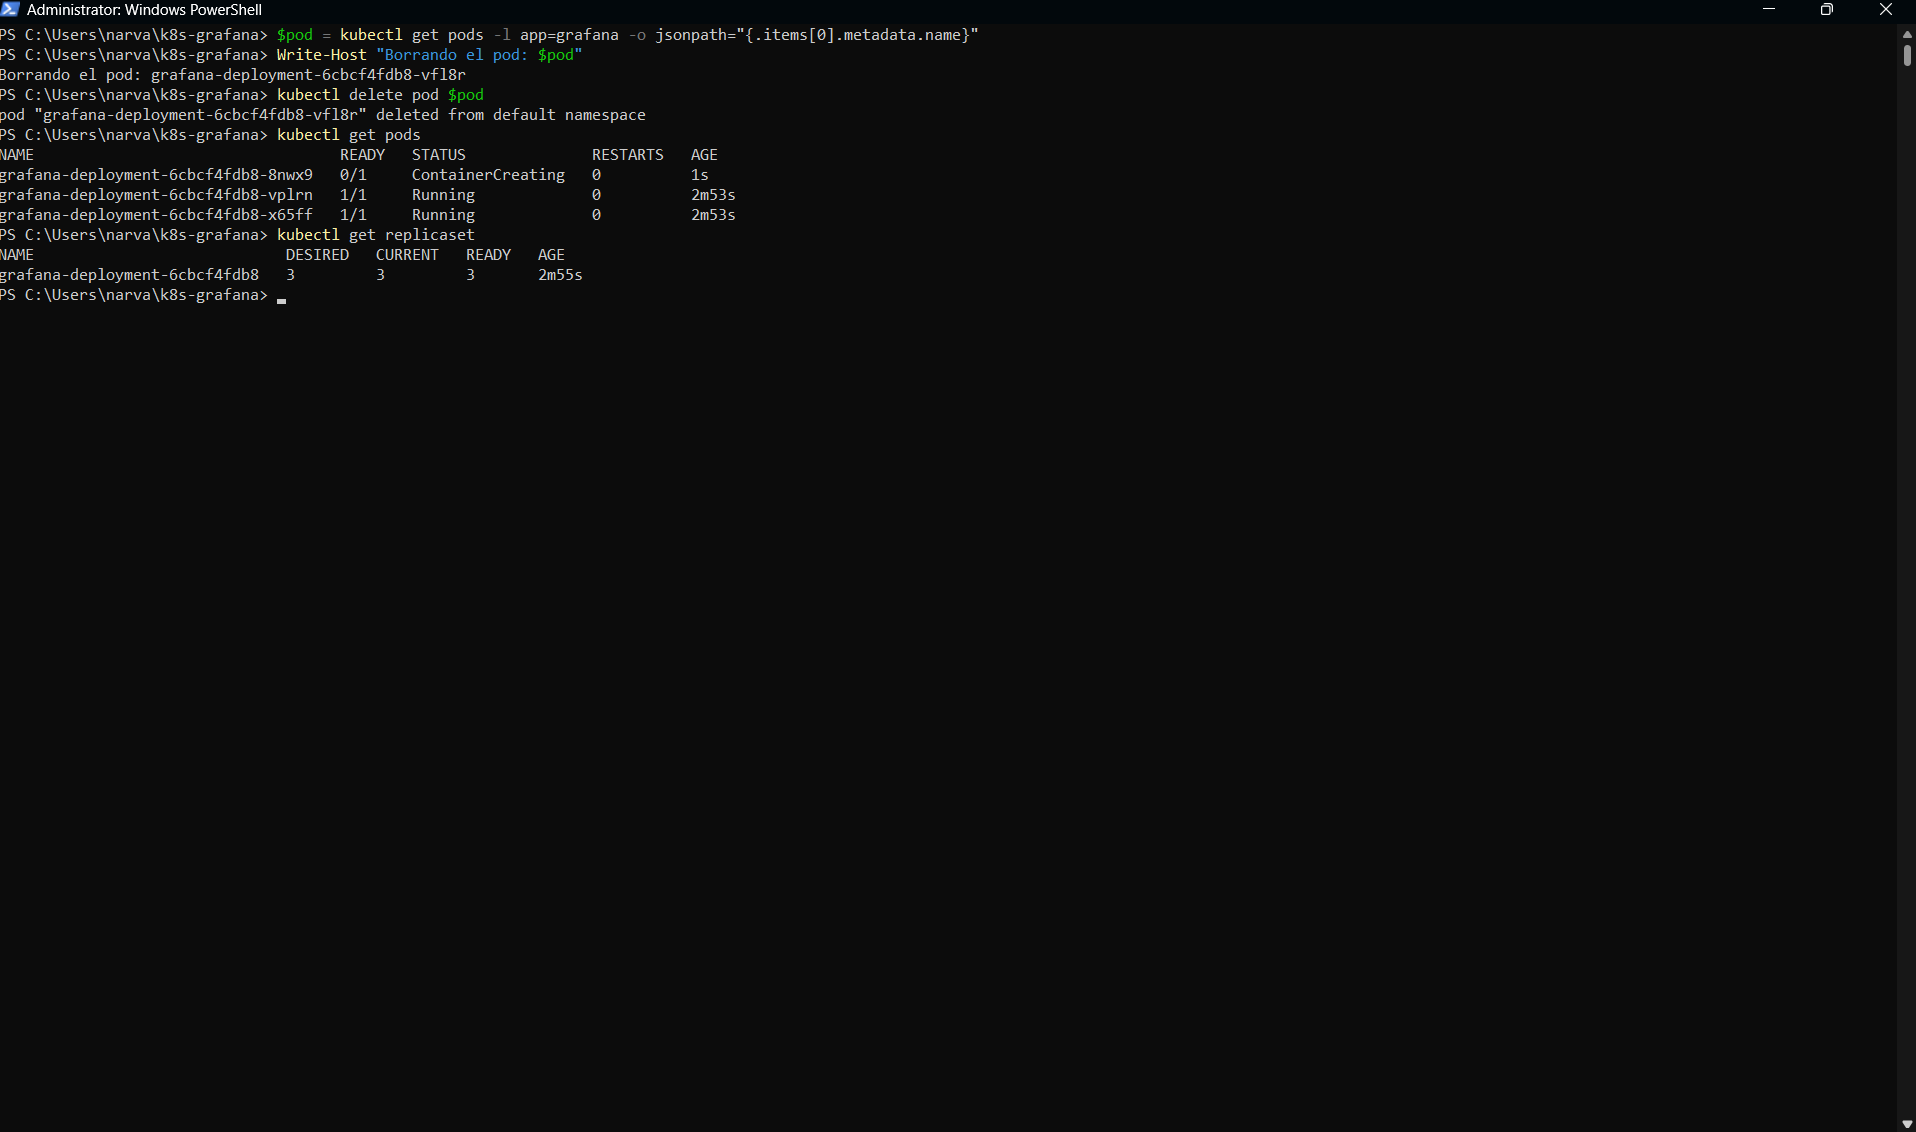 Administrator: Windows PowerShell
PS C:\Users\narva\k8s-grafana> $pod = kubectl get pods -l app=grafana -o jsonpath="{.items[0].metadata.name}"
PS C:\Users\narva\k8s-grafana> Write-Host "Borrando el pod: $pod"
Borrando el pod: grafana-deployment-6cbcf4fdb8-vfl8r
PS C:\Users\narva\k8s-grafana> kubectl delete pod $pod
pod "grafana-deployment-6cbcf4fdb8-vfl8r" deleted from default namespace
PS C:\Users\narva\k8s-grafana> kubectl get pods
NAME READY STATUS RESTARTS AGE
grafana-deployment-6cbcf4fdb8-8nwx9 0/1 ContainerCreating 0 1s
grafana-deployment-6cbcf4fdb8-vplrn 1/1 Running 0 2m53s
grafana-deployment-6cbcf4fdb8-x65ff 1/1 Running 0 2m53s
PS C:\Users\narva\k8s-grafana> kubectl get replicaset
NAME DESIRED CURRENT READY AGE
grafana-deployment-6cbcf4fdb8 3 3 3 2m55s
PS C:\Users\narva\k8s-grafana>